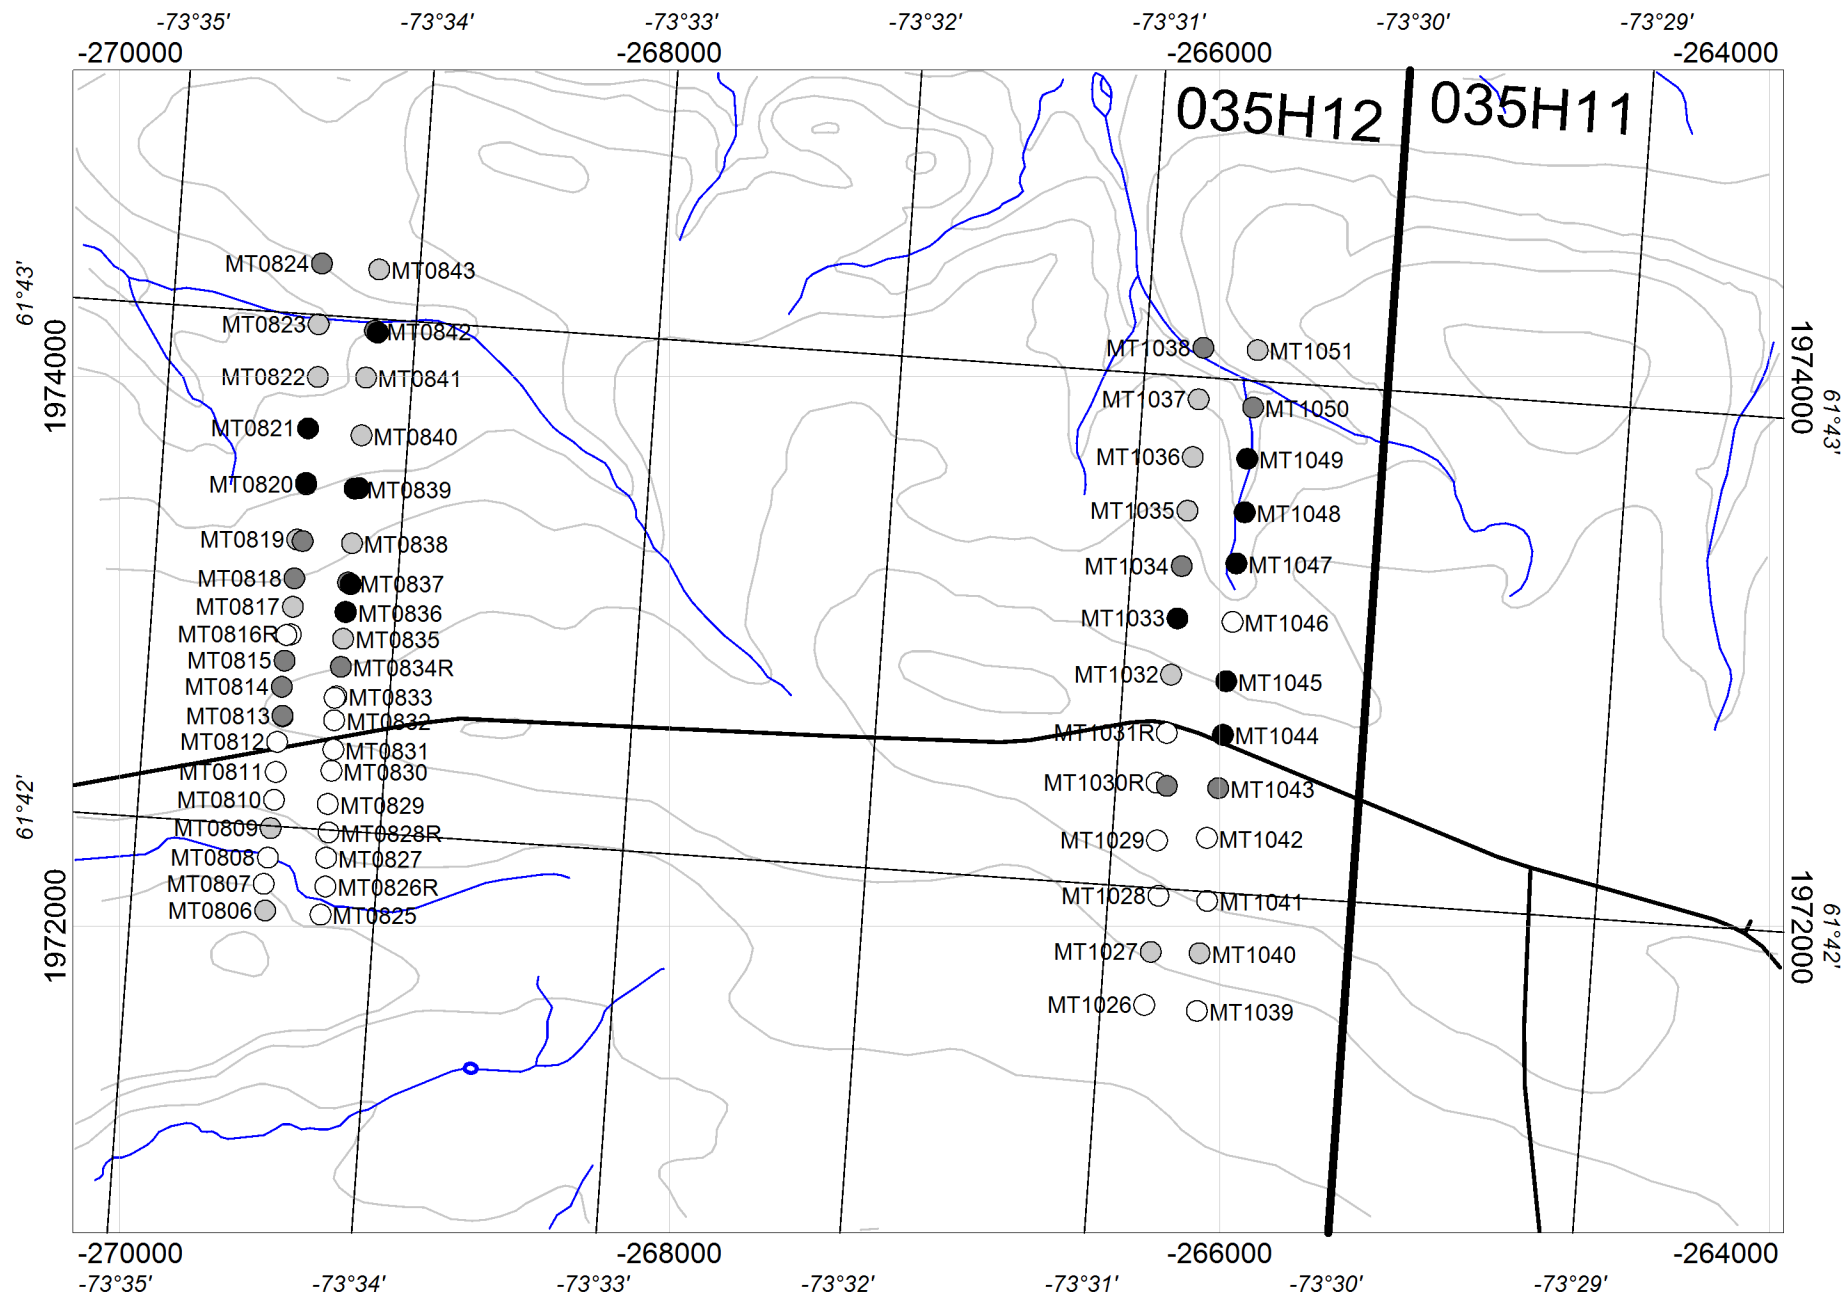 -73°35' -73°34' -73°33' -73°32' -73°31' -73°30' -73°29'
-270000 -268000 -266000 -264000
035H12 035H11
61°43'
1974000
61°42'
1972000
MT0824 MT0843
MT0823 MT0842
MT0822 MT0841
MT0821 MT0840
MT0820 MT0839
MT0819 MT0838
MT0818 MT0837
MT0817 MT0836
MT0816R MT0835
MT0815 MT0834R
MT0814 MT0833
MT0813 MT0832
MT0812 MT0831
MT0811 MT0830
MT0810 MT0829
MT0809 MT0828R
MT0808 MT0827
MT0807 MT0826R
MT0806 MT0825
MT1038 MT1051
MT1037 MT1050
MT1036 MT1049
MT1035 MT1048
MT1034 MT1047
MT1033 MT1046
MT1032 MT1045
MT1031R MT1044
MT1030R MT1043
MT1029 MT1042
MT1028 MT1041
MT1027 MT1040
MT1026 MT1039
1974000
61°43'
1972000
61°42'
-270000 -268000 -266000 -264000
-73°35' -73°34' -73°33' -73°32' -73°31' -73°30' -73°29'